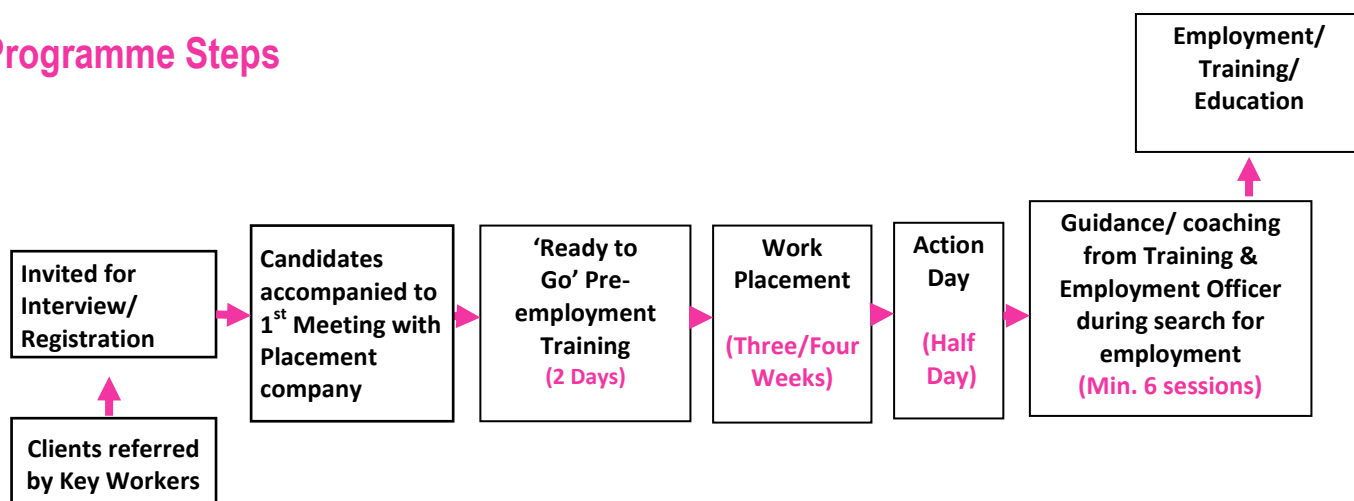 Programme Steps
Clients referred
by Key Workers
Invited for
Interview/
Registration
Candidates
accompanied to
1st Meeting with
Placement
company
‘Ready to
Go’ Pre-
employment
Training
(2 Days)
Work
Placement
(Three/Four
Weeks)
Action
Day
(Half
Day)
Guidance/ coaching
from Training &
Employment Officer
during search for
employment
(Min. 6 sessions)
Employment/
Training/
Education